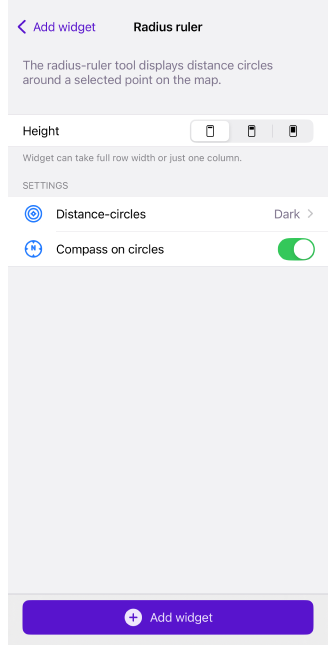 Add widget
Radius ruler
The radius-ruler tool displays distance circles
around a selected point on the map.
Height
Widget can take full row width or just one column.
SETTINGS
Distance-circles
Dark
N
Compass on circles
Add widget